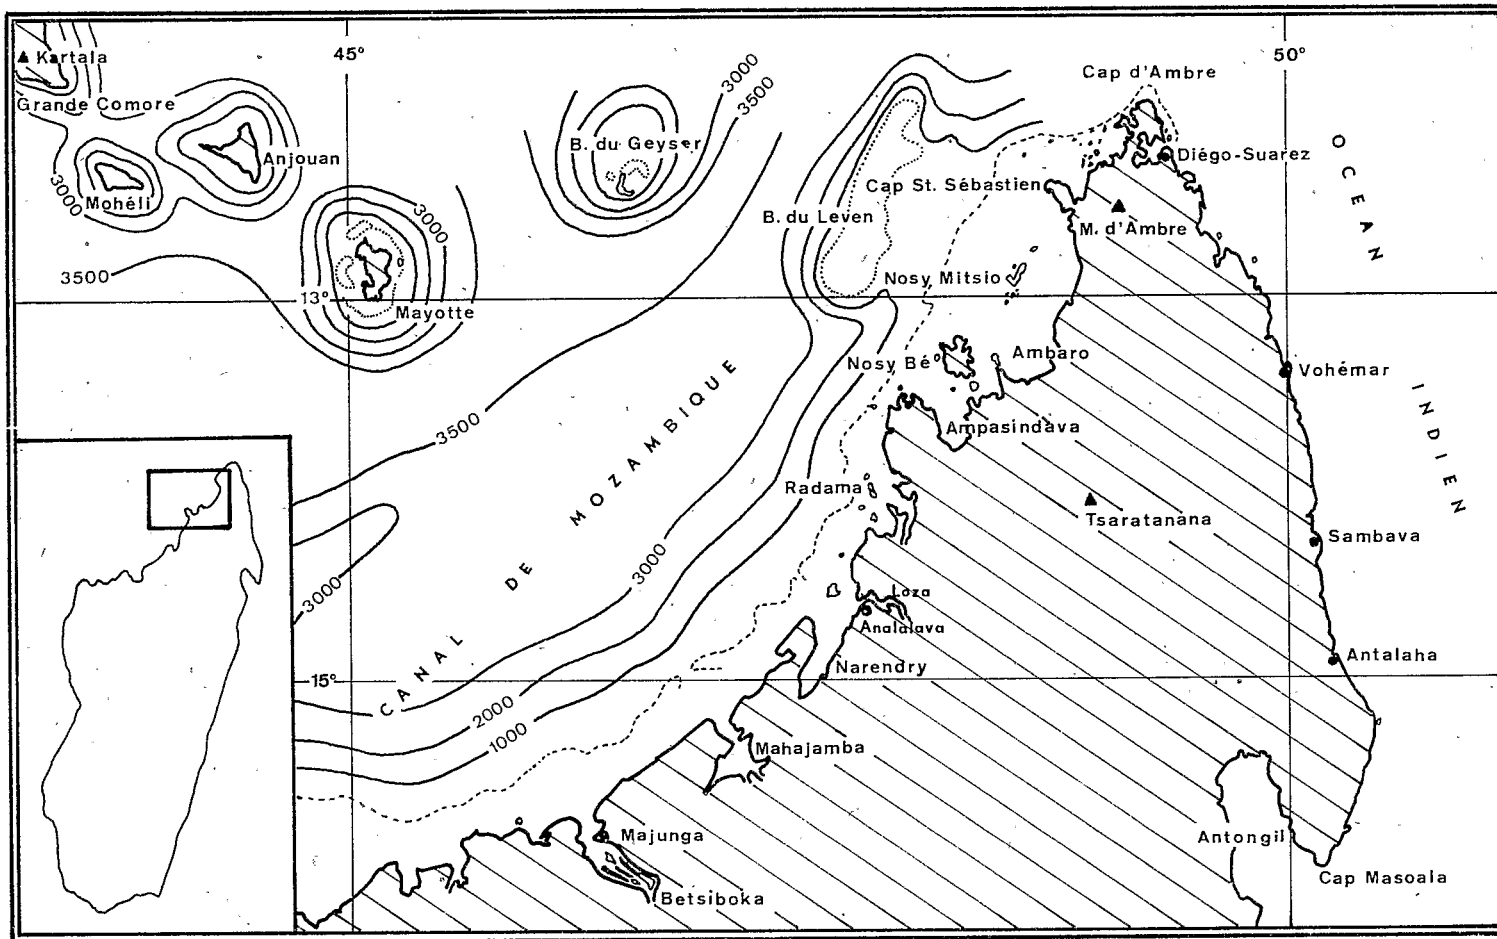 45°
50°
Kartala
Grande Comore
Anjouan
Mohéli
3000
3000
3500
B. du Geyser
Cap d'Ambre
Diégo-Suarez
Cap St. Sébastien
B. du Leven
M. d'Ambre
OCEAN
INDIEN
3000
3500
13°
Mayotte
Nosy Mitsio
Nosy Bé
Ambaro
Vohémar
3500
CANAL DE MOZAMBIQUE
Ampasindava
Radama
Tsaratanana
Sambava
3000
3000
Loza
Analalava
Narendry
Antalaha
15°
2000
1000
Mahajamba
Majunga
Betsiboka
Antongil
Cap Masoala